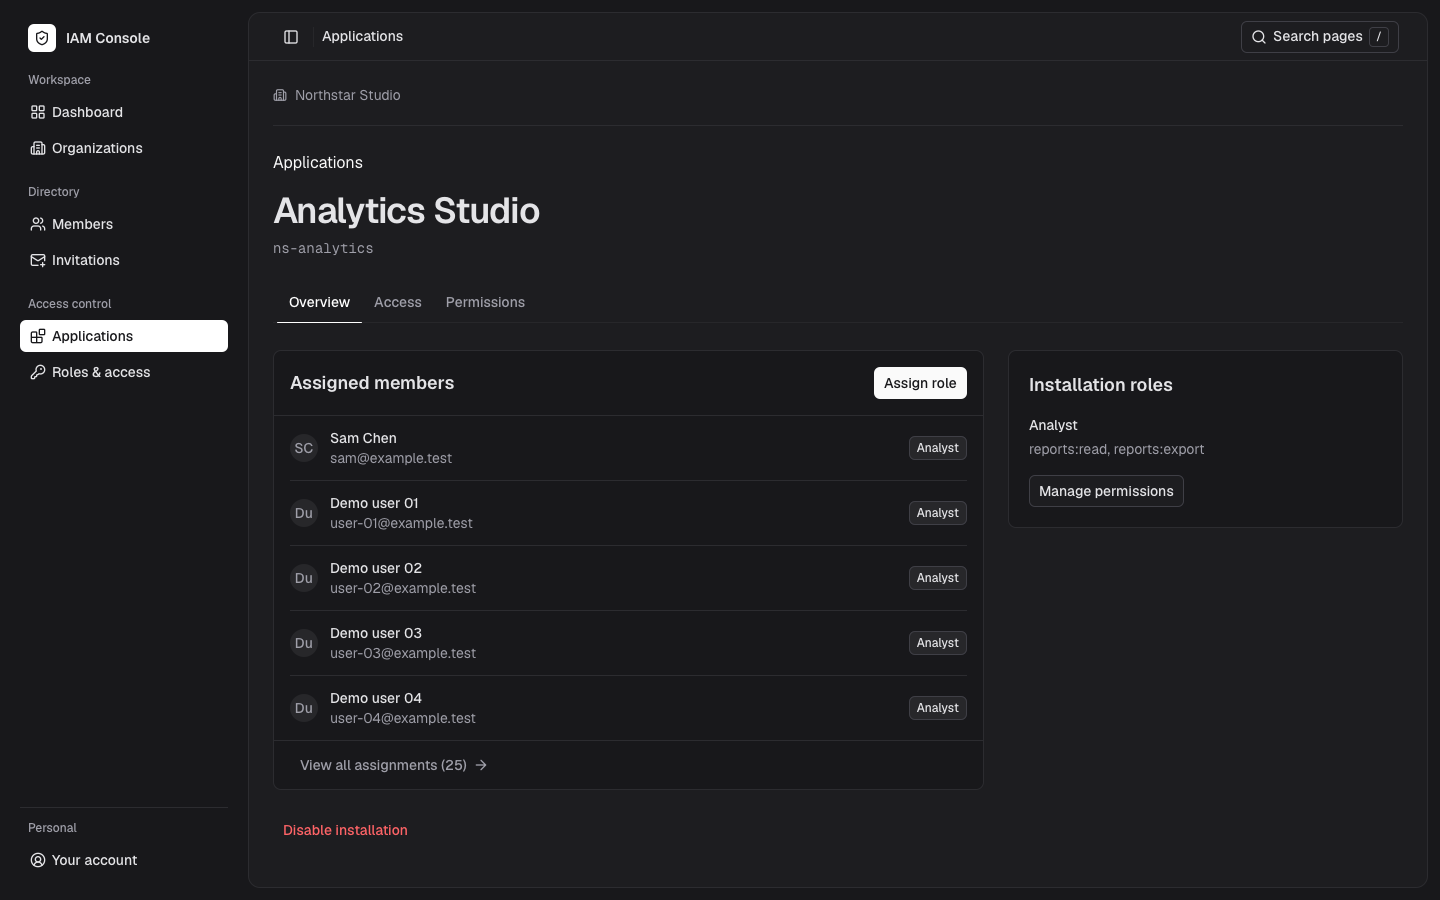 IAM Console
Workspace
Dashboard
Organizations
Directory
Members
Invitations
Access control
Applications
Roles & access
Personal
Your account
Applications
Search pages /
Northstar Studio
Applications
Analytics Studio
ns-analytics
Overview Access Permissions
Assigned members
Assign role
SC Sam Chen
sam@example.test
Analyst
Du Demo user 01
user-01@example.test
Analyst
Du Demo user 02
user-02@example.test
Analyst
Du Demo user 03
user-03@example.test
Analyst
Du Demo user 04
user-04@example.test
Analyst
View all assignments (25)
Disable installation
Installation roles
Analyst
reports:read, reports:export
Manage permissions